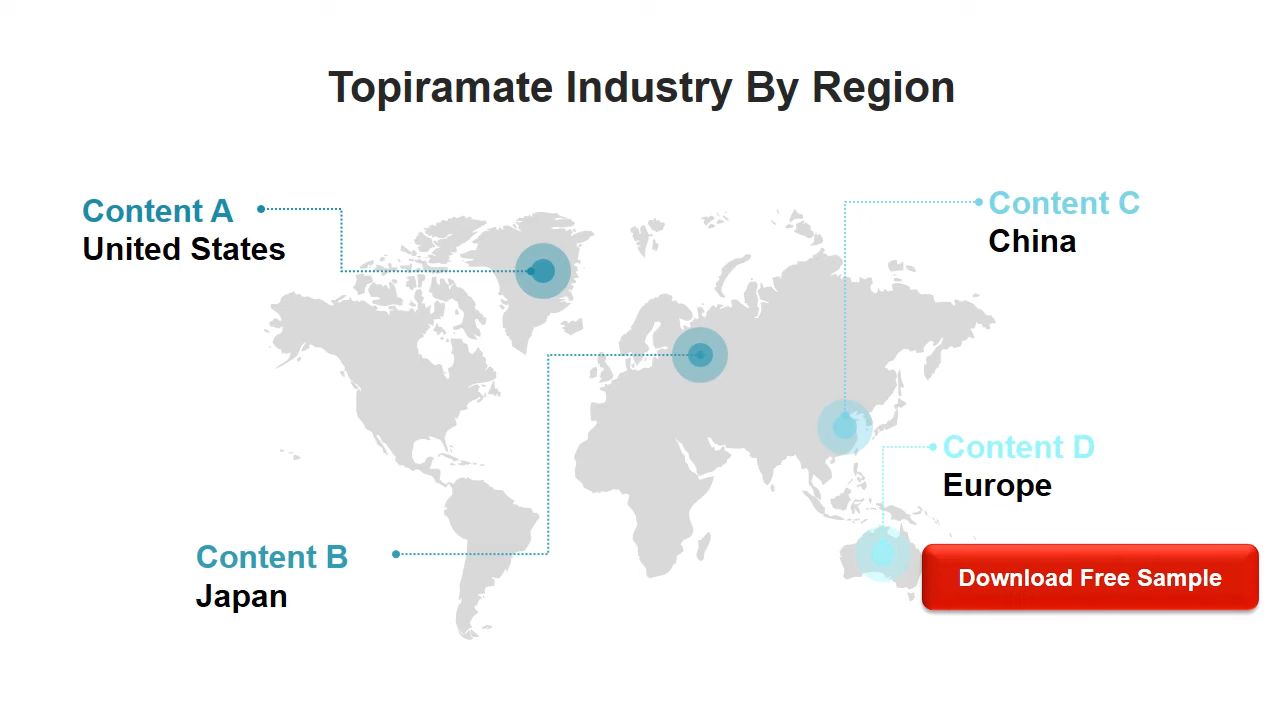 Topiramate Industry By Region
Content A
United States
Content C
China
Content D
Europe
Content B
Japan
Download Free Sample